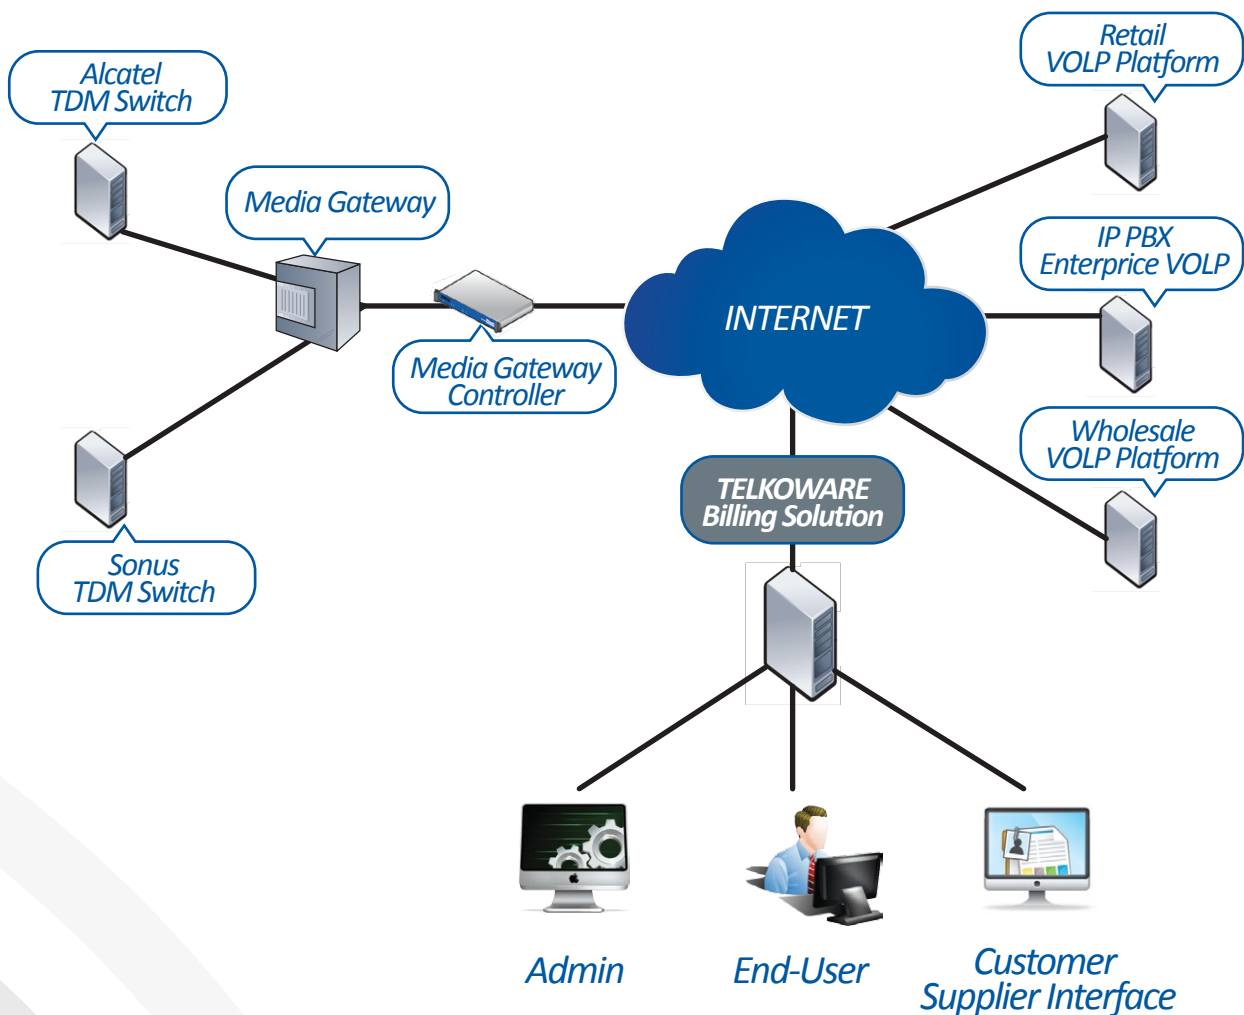 Alcatel
TDM Switch
Media Gateway
Media Gateway
Controller
Sonus
TDM Switch
INTERNET
Retail
VOLP Platform
IP PBX
Enterprice VOLP
Wholesale
VOLP Platform
TELKOWARE
Billing Solution
Admin
End-User
Customer
Supplier Interface